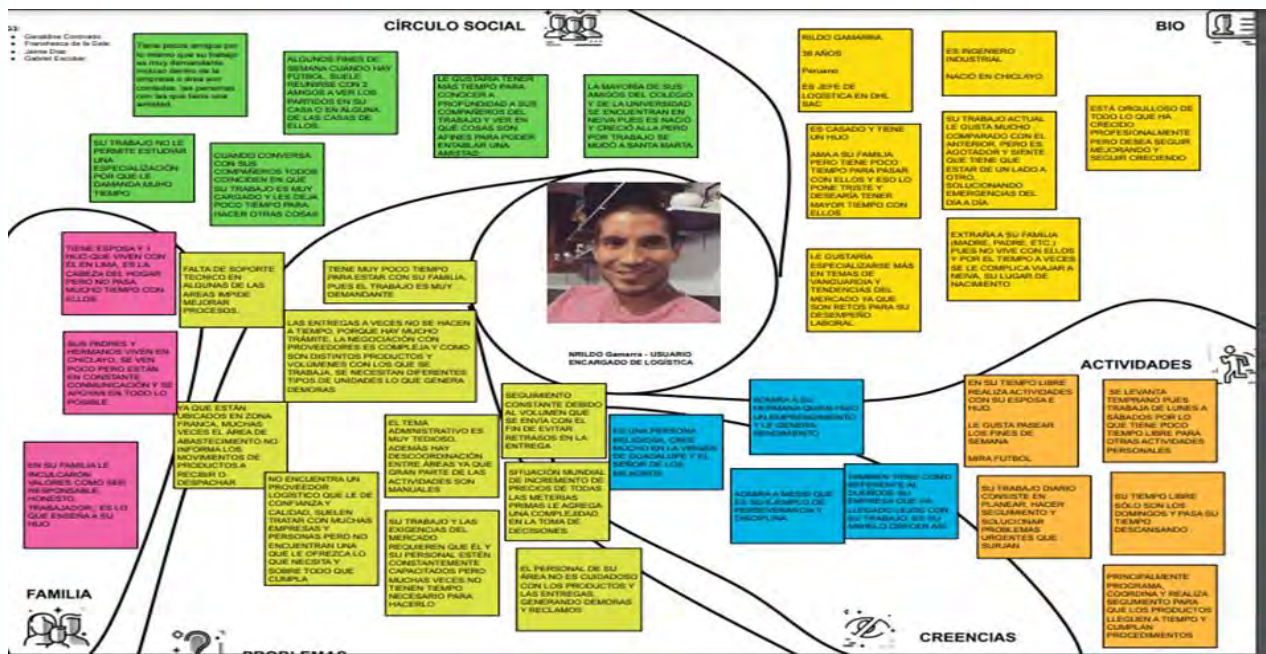 G3:
Geraldine Coronado
Jaime Diaz
Gabriel Escobar
CÍRCULO SOCIAL
Tiene pocos amigos por
lo mismo que su trabajo
es muy demandante,
incluso dentro de la
empresa o área son
contadas las personas
con las que tiene una
amistad.
ALGUNOS FINES DE
SEMANA CUANDO HAY
FÚTBOL, SUELE
REUNIRSE CON 2
AMIGOS A VER LOS
PARTIDOS EN SU
CASA O EN ALGUNA
DE LAS CASAS DE
ELLOS.
LE GUSTARÍA TENER
MÁS TIEMPO PARA
CONOCER A
PROFUNDIDAD A SUS
COMPAÑEROS DEL
TRABAJO Y VER EN
QUÉ COSAS SON
AFINES PARA PODER
ENTABLAR UNA
AMISTAD
LA MAYORÍA DE SUS
AMIGOS DEL COLEGIO
Y DE LA UNIVERSIDAD
SE ENCUENTRAN EN
NEIVA PUES ES NACIÓ
Y CRECIÓ ALLÁ PERO
POR TRABAJO SE
MUDÓ A SANTA MARTA
SU TRABAJO NO LE
PERMITE ESTUDIAR
UNA
ESPECIALIZACIÓN
POR QUE LE
DAMANDA MUHO
TIEMPO
CUANDO CONVERSA
CON SUS
COMPAÑEROS TODOS
COINCIDEN EN QUE
SU TRABAJO ES MUY
CARGADO Y LES DEJA
POCO TIEMPO PARA
HACER OTRAS COSAS
BIO
RILDO GAMARRA
36 AÑOS
Peruano
ES JEFE DE
LOGÍSTICA EN DHL
SAC
ES INGENIERO
INDUSTRIAL
NACIÓ EN CHICLAYO.
ESTÁ ORGULLOSO DE
TODO LO QUE HA
CRECIDO
PROFESIONALMENTE
PERO DESEA SEGUIR
MEJORANDO Y
SEGUIR CRECIENDO
ES CASADO Y TIENE
UN HIJO
AMA A SU FAMILIA
PERO TIENE POCO
TIEMPO PARA PASAR
CON ELLOS Y ESO LO
PONE TRISTE Y
DESEARÍA TENER
MAYOR TIEMPO CON
ELLOS
SU TRABAJO ACTUAL
LE GUSTA MUCHO
COMPARADO CON EL
ANTERIOR, PERO ES
AGOTADOR Y SIENTE
QUE TIENE QUE
ESTAR DE UN LADO A
OTRO,
SOLUCIONANDO
EMERGENCIAS DEL
DÍA A DÍA
LE GUSTARÍA
ESPECIALIZARSE MÁS
EN TEMAS DE
VANGUARDIA Y
TENDENCIAS DEL
MERCADO YA QUE
SON RETOS PARA SU
DESEMPEÑO
LABORAL
EXTRAÑA A SU FAMILIA
(MADRE, PADRE, ETC.)
PUES NO VIVE CON ELLOS
Y POR EL TIEMPO A VECES
SE LE COMPLICA VIAJAR A
NEIVA, SU LUGAR DE
NACIMIENTO
NRILDO Gamarra - USUARIO
ENCARGADO DE LOGÍSTICA
TIENE ESPOSA Y 1
HIJO QUE VIVEN CON
ÉL EN LIMA, ES LA
CABEZA DEL HOGAR
PERO NO PASA
MUCHO TIEMPO CON
ELLOS
SUS PADRES Y
HERMANOS VIVEN EN
CHICLAYO, SE VEN
POCO PERO ESTÁN
EN CONSTANTE
COMUNICACIÓN Y SE
APOYAN EN TODO LO
POSIBLE
EN SU FAMILIA LE
INCULCARON
VALORES COMO SER
RESPONSABLE,
HONESTO,
TRABAJADOR, ES LO
QUE ENSEÑA A SU
HIJO
FAMILIA
FALTA DE SOPORTE
TECNICO EN
ALGUNAS DE LAS
ÁREAS IMPIDE
MEJORAR
PROCESOS.
TIENE MUY POCO TIEMPO
PARA ESTAR CON SU FAMILIA,
PUES EL TRABAJO ES MUY
DEMANDANTE
LAS ENTREGAS A VECES NO SE HACEN
A TIEMPO, PORQUE HAY MUCHO
TRÁMITE, LA NEGOCIACIÓN CON
PROVEEDORES ES COMPLEJA Y COMO
SON DISTINTOS PRODUCTOS Y
VOLUMENES CON LOS QUE SE
TRABAJA, SE NECESITAN DIFERENTES
TIPOS DE UNIDADES LO QUE GENERA
DEMORAS
YA QUE ESTÁN
UBICADOS EN ZONA
FRANCA, MUCHAS
VECES EL ÁREA DE
ABASTECIMIENTO NO
INFORMA LOS
MOVIMIENTOS DE
PRODUCTOS A
RECIBIR O
DESPACHAR.
NO ENCUENTRA UN
PROVEEDOR
LOGISTICO QUE LE DE
CONFIANZA Y
CALIDAD, SUELEN
TRATAR CON MUCHAS
EMPRESAS Y
PERSONAS PERO NO
ENCUENTRAN UNA
QUE LE OFREZCA LO
QUE NECESITA Y
SOBRE TODO QUE
CUMPLA
EL TEMA
ADMINISTRATIVO ES
MUY TEDIOSO,
ADEMÁS HAY
DESCOORDINACIÓN
ENTRE ÁREAS YA QUE
GRAN PARTE DE LAS
ACTIVIDADES SON
MANUALES
SU TRABAJO Y LAS
EXIGENCIAS DEL
MERCADO
REQUIEREN QUE ÉL Y
SU PERSONAL ESTÉN
CONSTANTEMENTE
CAPACITADOS PERO
MUCHAS VECES NO
TIENEN TIEMPO
NECESARIO PARA
HACERLO
SEGUIMIENTO
CONSTANTE DEBIDO
AL VOLUMEN QUE
SE ENVÍA CON EL
FIN DE EVITAR
RETRASOS EN LA
ENTREGA
SITUACIÓN MUNDIAL
DE INCREMENTO DE
PRECIOS DE TODAS
LAS METERIAS
PRIMAS LE AGREGA
UNA COMPLEJIDAD
EN LA TOMA DE
DECISIONES
EL PERSONAL DE SU
ÁREA NO ES CUIDADOSO
CON LOS PRODUCTOS Y
LAS ENTREGAS,
GENERANDO DEMORAS
Y RECLAMOS
PROBLEMAS
ES UNA PERSONA
RELIGIOSA, CREE
MUCHO EN LA VIRGEN
DE GUADALUPE Y EL
SEÑOR DE LOS
MILAGROS
ADMIRA A SU
HERMANA QUIEN HIZO
UN EMPRENDIMIENTO
Y LE GENERA
RENDIMIENTO
ADMIRA A MESSI QUE
ES SU EJEMPLO DE
PERSEVERANCIA Y
DISCIPLINA
TAMBIEN TIENE COMO
REFERENTE AL
DUEÑO DE SU
EMPRESA QUE HA
LLEGADO LEJOS CON
SU TRABAJO, ES SU
ANHELO CRECER ASÍ
CREENCIAS
ACTIVIDADES
EN SU TIEMPO LIBRE
REALIZA ACTIVIDADES
CON SU ESPOSA E
HIJO.
LE GUSTA PASEAR
LOS FINES DE
SEMANA
MIRA FUTBOL
SE LEVANTA
TEMPRANO PUES
TRABAJA DE LUNES A
SÁBADOS POR LO
QUE TIENE POCO
TIEMPO LIBRE PARA
OTRAS ACTIVIDADES
PERSONALES
SU TRABAJO DIARIO
CONSISTE EN
PLANEAR, HACER
SEGUIMIENTO Y
SOLUCIONAR
PROBLEMAS
URGENTES QUE
SURJAN
SU TIEMPO LIBRE
SÓLO SON LOS
DOMINGOS Y PASA SU
TIEMPO
DESCANSANDO
PRINCIPALMENTE
PROGRAMA,
COORDINA Y REALIZA
SEGUIMIENTO PARA
QUE LOS PRODUCTOS
LLEGUEN A TIEMPO Y
CUMPLAN
PROCEDIMIENTOS